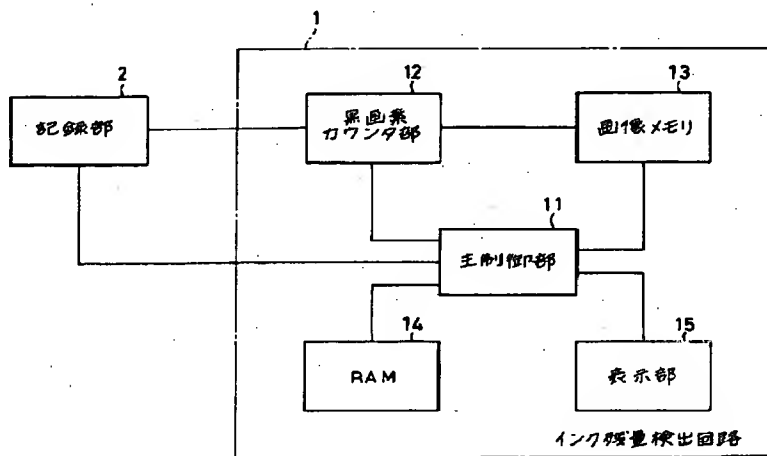 1
2
記録部
12
黒画素
カウンタ部
13
画像メモリ
11
主制御部
14
RAM
15
表示部
インク残量検出回路